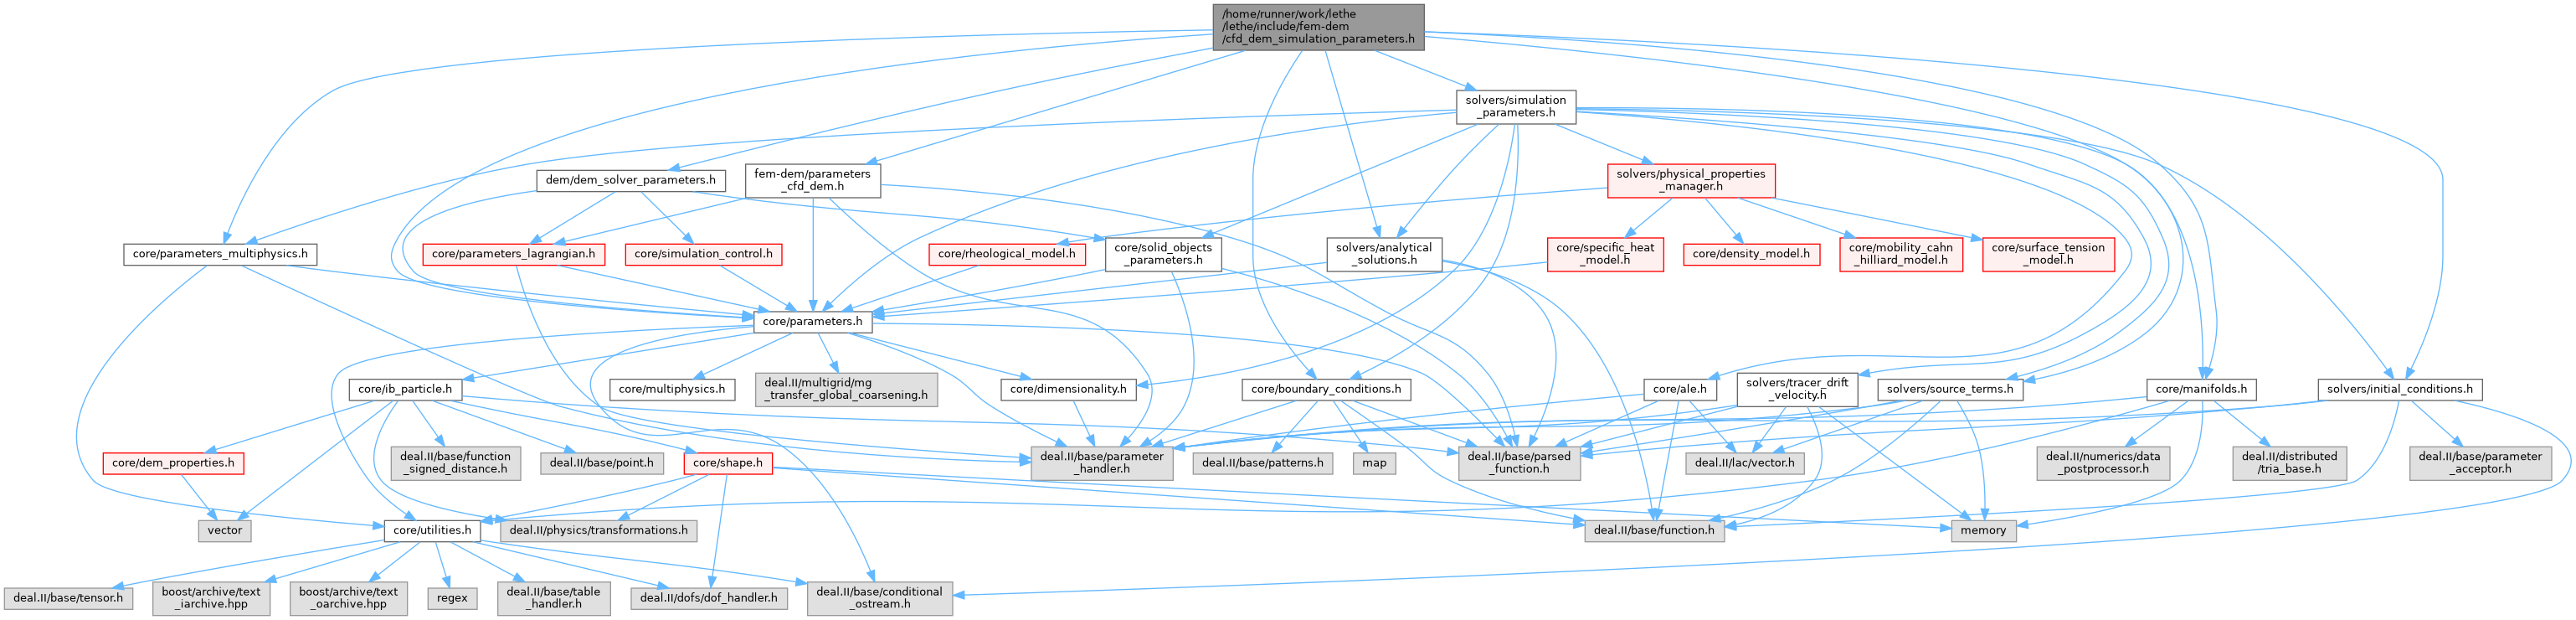 /home/runner/work/lethe
/lethe/include/fem-dem
/cfd_dem_simulation_parameters.h
solvers/simulation
_parameters.h
dem/dem_solver_parameters.h
fem-dem/parameters
_cfd_dem.h
solvers/physical_properties
_manager.h
core/parameters_multiphysics.h
core/parameters_lagrangian.h
core/simulation_control.h
core/rheological_model.h
core/solid_objects
_parameters.h
solvers/analytical
_solutions.h
core/specific_heat
_model.h
core/density_model.h
core/mobility_cahn
_hilliard_model.h
core/surface_tension
_model.h
core/parameters.h
core/ib_particle.h
core/multiphysics.h
deal.II/multigrid/mg
_transfer_global_coarsening.h
core/dimensionality.h
core/boundary_conditions.h
core/ale.h
solvers/tracer_drift
_velocity.h
solvers/source_terms.h
core/manifolds.h
solvers/initial_conditions.h
core/dem_properties.h
deal.II/base/function
_signed_distance.h
deal.II/base/point.h
core/shape.h
deal.II/base/parameter
_handler.h
deal.II/base/patterns.h
map
deal.II/base/parsed
_function.h
deal.II/lac/vector.h
deal.II/numerics/data
_postprocessor.h
deal.II/distributed
/tria_base.h
deal.II/base/parameter
_acceptor.h
vector
core/utilities.h
deal.II/physics/transformations.h
deal.II/base/function.h
memory
deal.II/base/tensor.h
boost/archive/text
_iarchive.hpp
boost/archive/text
_oarchive.hpp
regex
deal.II/base/table
_handler.h
deal.II/dofs/dof_handler.h
deal.II/base/conditional
_ostream.h